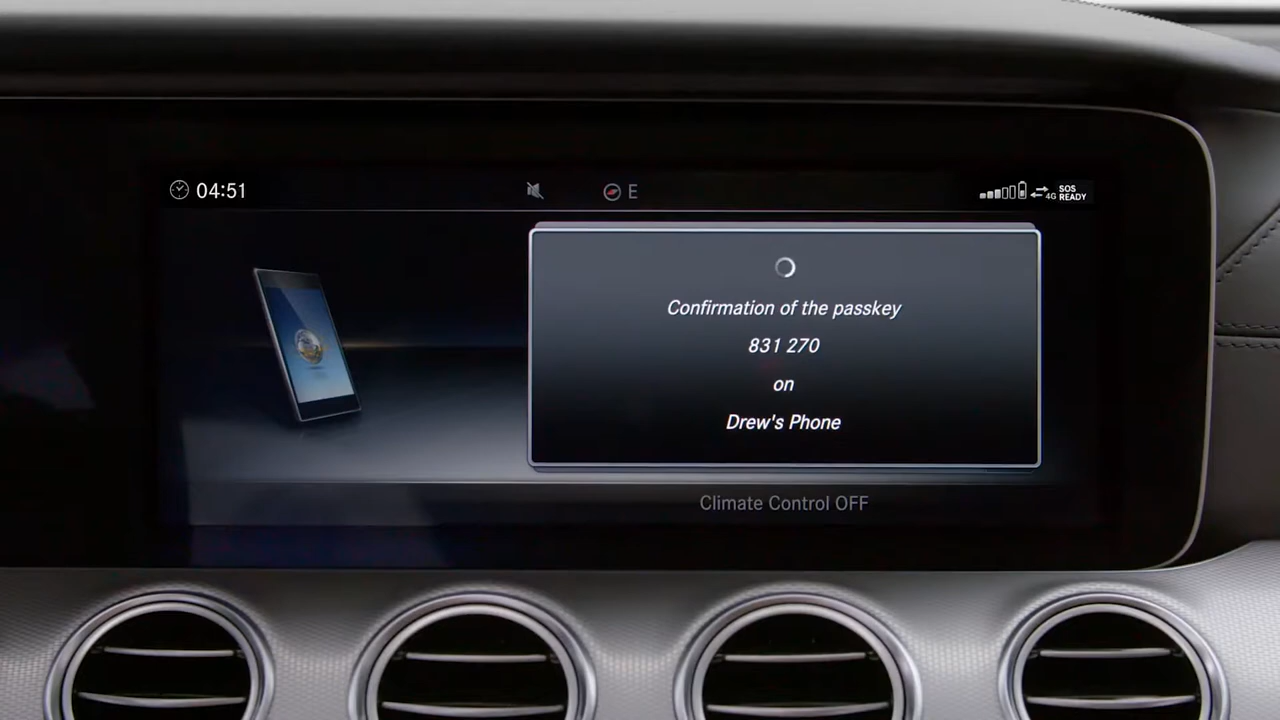 04:51
E
4G
SOS
READY
Confirmation of the passkey
831 270
on
Drew's Phone
Climate Control OFF